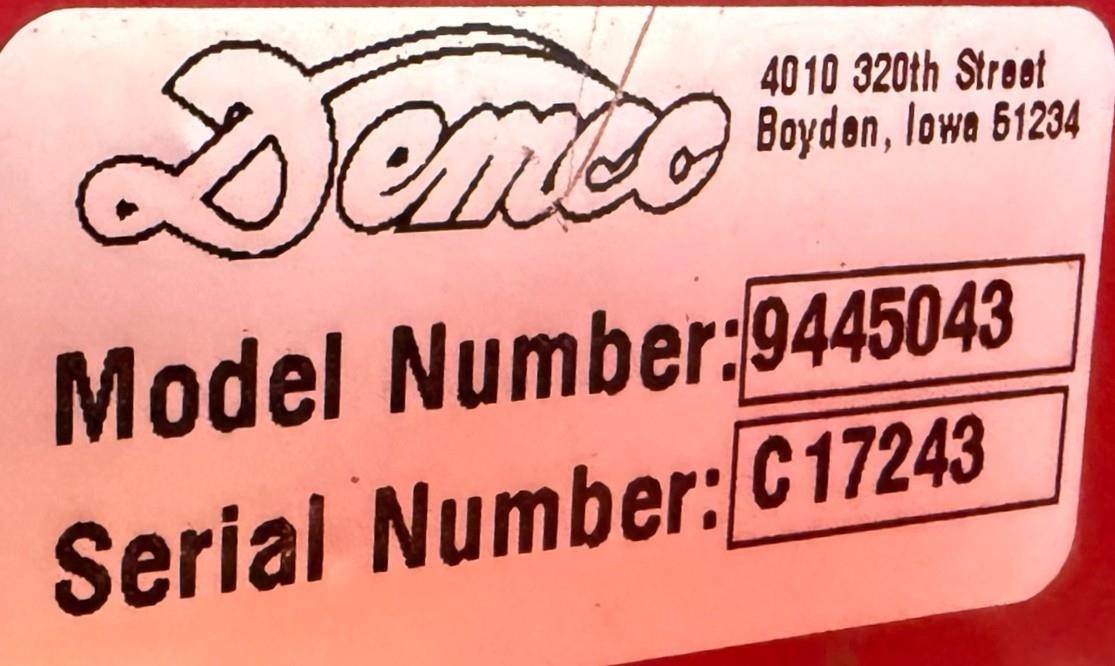 Demco
4010 320th Street
Boyden, Iowa 51234
Model Number: 9445043
Serial Number: C17243